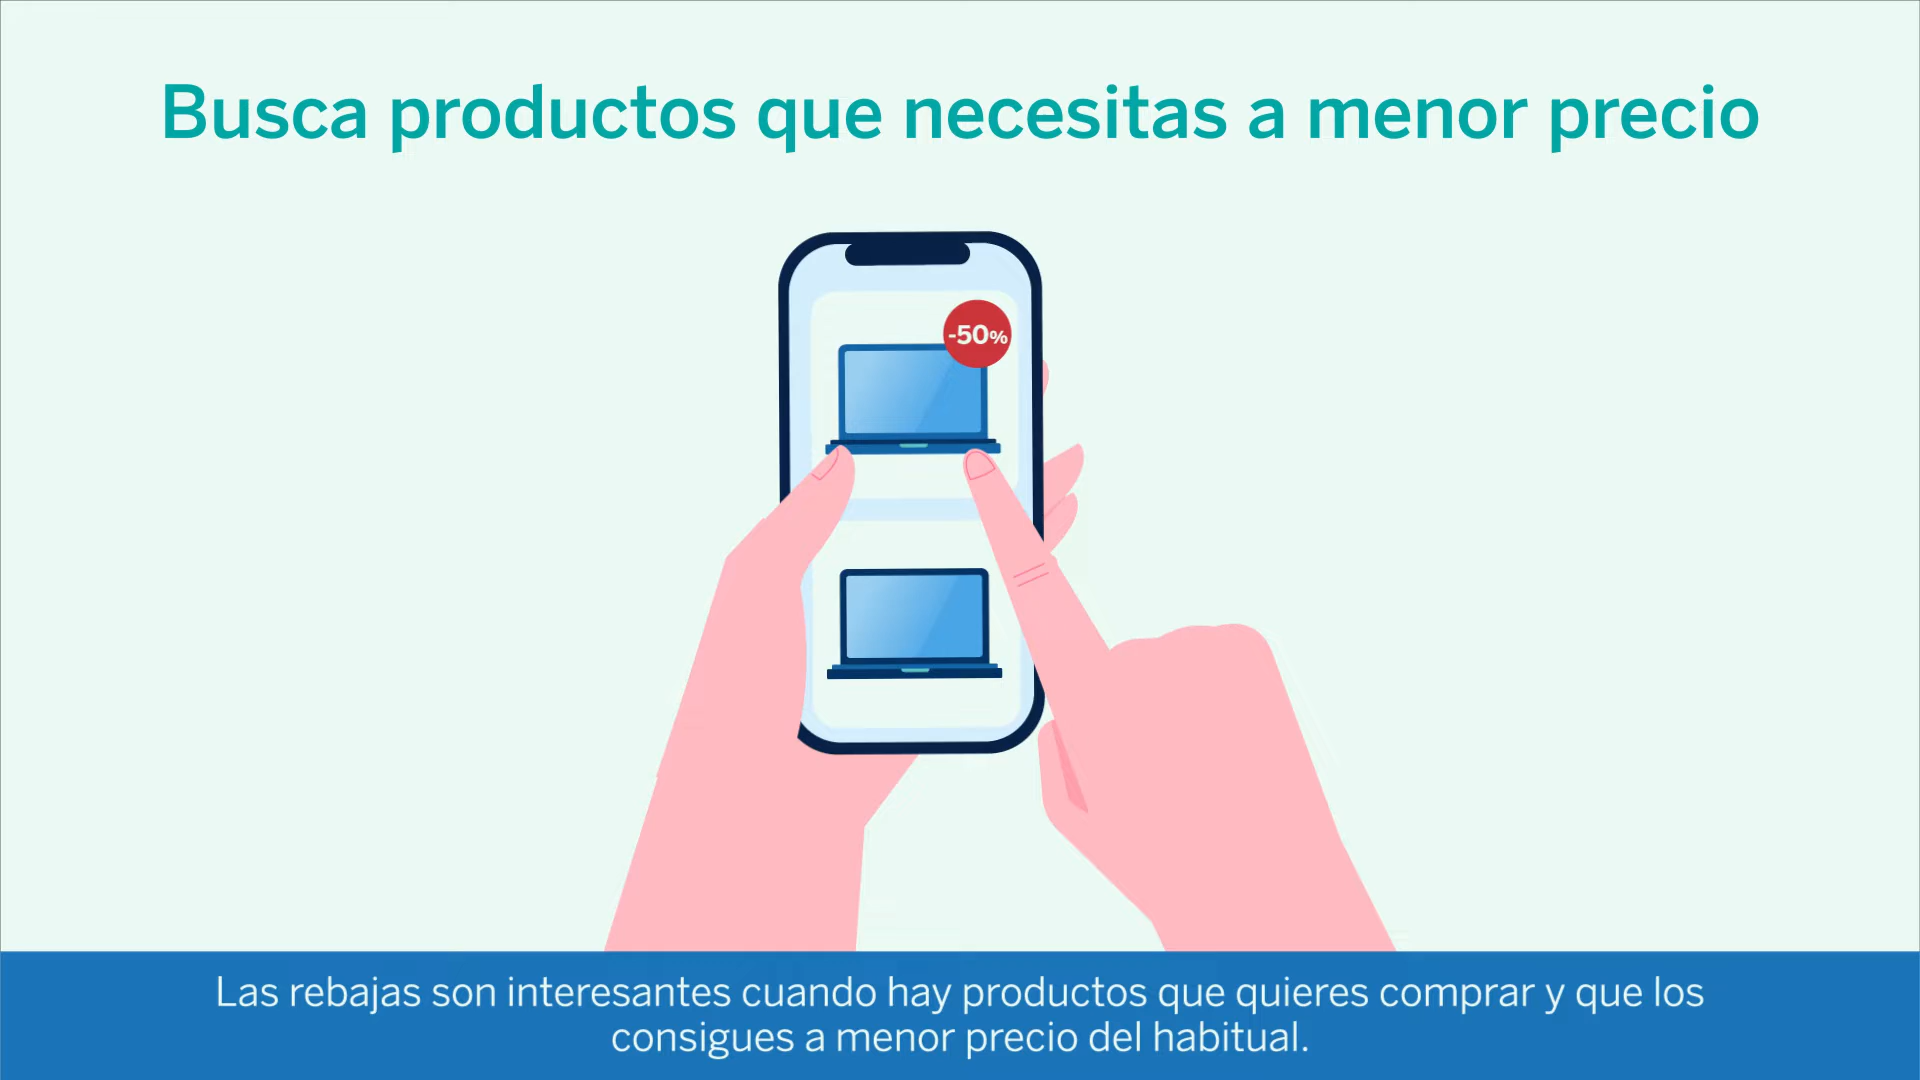 Busca productos que necesitas a menor precio
-50%
Las rebajas son interesantes cuando hay productos que quieres comprar y que los
consigues a menor precio del habitual.